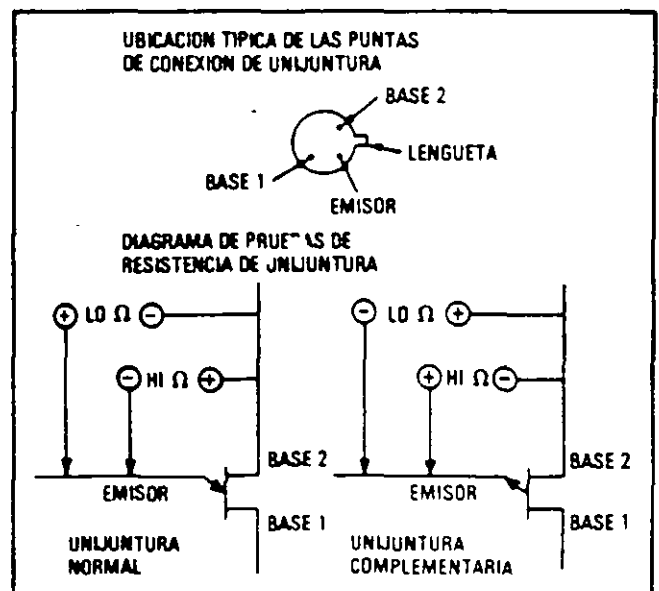 UBICACION TIPICA DE LAS PUNTAS
DE CONEXION DE UNIJUNTURA
BASE 2
LENGUETA
BASE 1
EMISOR
DIAGRAMA DE DE
RESISTENCIA DE
+ LO Ω − − LO Ω +
− HI Ω + + HI Ω −
BASE 2 BASE 2
EMISOR EMISOR
BASE 1 BASE 1
UNIJUNTURA UNIJUNTURA
NORMAL COMPLEMENTARIA